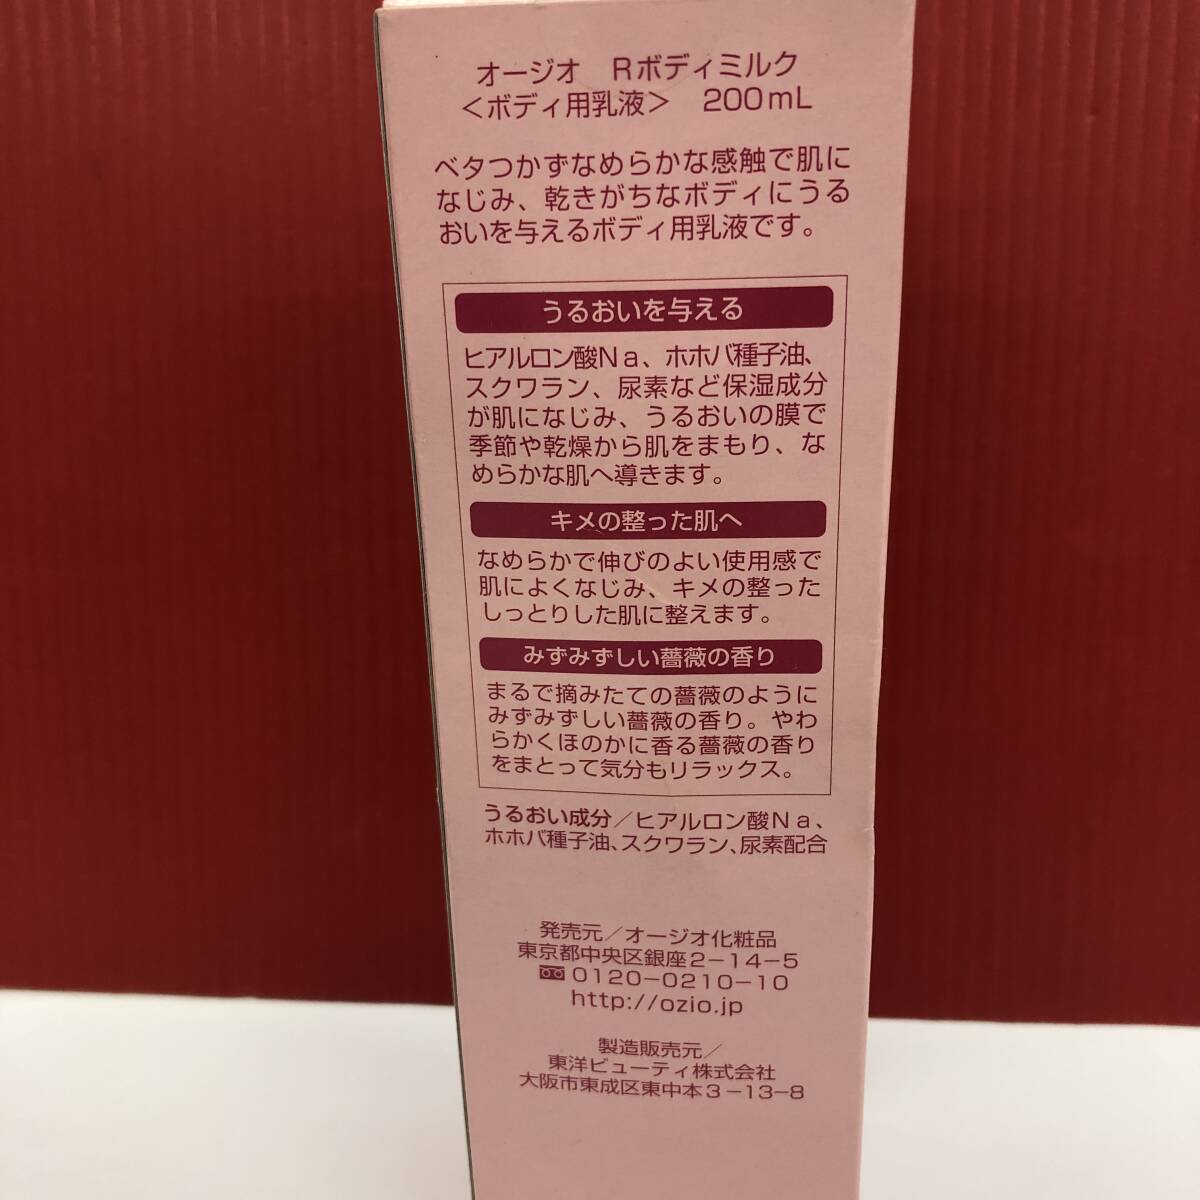 オージオ　Rボディミルク
＜ボディ用乳液＞　200mL
ベタつかずなめらかな感触で肌に
なじみ、乾きがちなボディにうる
おいを与えるボディ用乳液です。
うるおいを与える
ヒアルロン酸Na、ホホバ種子油、
スクワラン、尿素など保湿成分
が肌になじみ、うるおいの膜で
季節や乾燥から肌をまもり、な
めらかな肌へ導きます。
キメの整った肌へ
なめらかで伸びのよい使用感で
肌によくなじみ、キメの整った
しっとりした肌に整えます。
みずみずしい薔薇の香り
まるで摘みたての薔薇のように
みずみずしい薔薇の香り。やわ
らかくほのかに香る薔薇の香り
をまとって気分もリラックス。
うるおい成分／ヒアルロン酸Na、
ホホバ種子油、スクワラン、尿素配合
発売元／オージオ化粧品
東京都中央区銀座2−14−5
0120−0210−10
http://ozio.jp
製造販売元／
東洋ビューティ株式会社
大阪市東成区東中本3−13−8